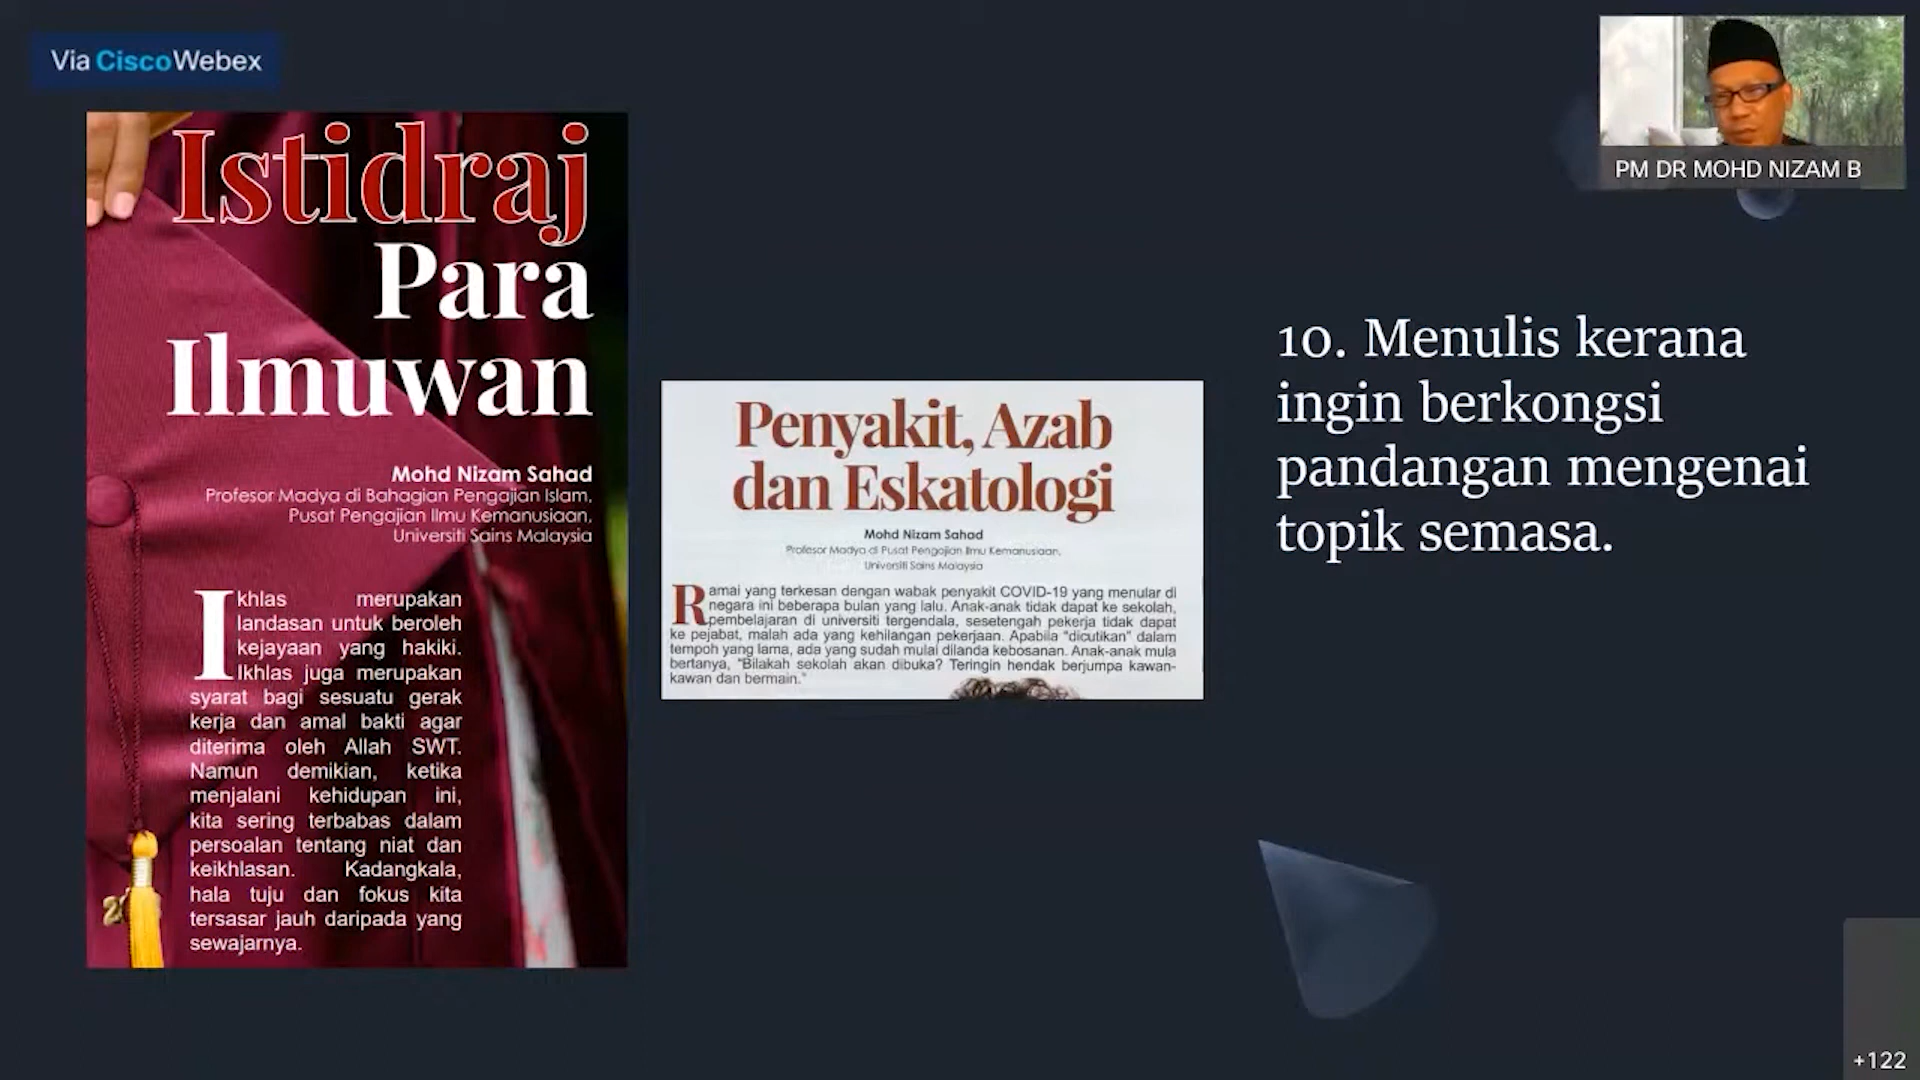 Via CiscoWebex
Istidraj
Para
Ilmuwan
Mohd Nizam Sahad
Profesor Madya di Bahagian Pengajian Islam,
Pusat Pengajian Ilmu Kemanusiaan,
Universiti Sains Malaysia
Ikhlas merupakan
landasan untuk beroleh
kejayaan yang hakiki.
Ikhlas juga merupakan
syarat bagi sesuatu gerak
kerja dan amal bakti agar
diterima oleh Allah SWT.
Namun demikian, ketika
menjalani kehidupan ini,
kita sering terbabas dalam
persoalan tentang niat dan
keikhlasan. Kadangkala,
hala tuju dan fokus kita
tersasar jauh daripada yang
sewajarnya.
Penyakit, Azab
dan Eskatologi
Mohd Nizam Sahad
Profesor Madya di Pusat Pengajian Ilmu Kemanusiaan,
Universiti Sains Malaysia
Ramai yang terkesan dengan wabak penyakit COVID-19 yang menular di
negara ini beberapa bulan yang lalu. Anak-anak tidak dapat ke sekolah,
pembelajaran di universiti tergendala, sesetengah pekerja tidak dapat
ke pejabat, malah ada yang kehilangan pekerjaan. Apabila "dicutikan" dalam
tempoh yang lama, ada yang sudah mulai dilanda kebosanan. Anak-anak mula
bertanya, "Bilakah sekolah akan dibuka? Teringin hendak berjumpa kawan-
kawan dan bermain."
10. Menulis kerana
ingin berkongsi
pandangan mengenai
topik semasa.
PM DR MOHD NIZAM B
+122